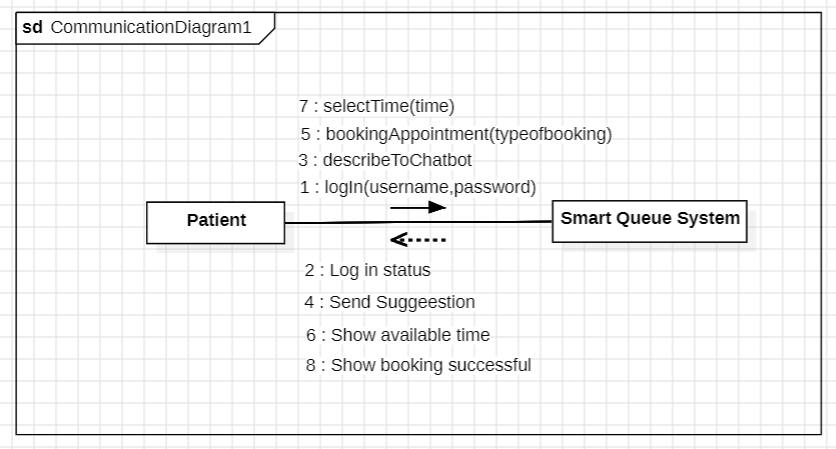 sd CommunicationDiagram1
7 : selectTime(time)
5 : bookingAppointment(typeofbooking)
3 : describeToChatbot
1 : logIn(username,password)
Patient
Smart Queue System
2 : Log in status
4 : Send Suggeestion
6 : Show available time
8 : Show booking successful